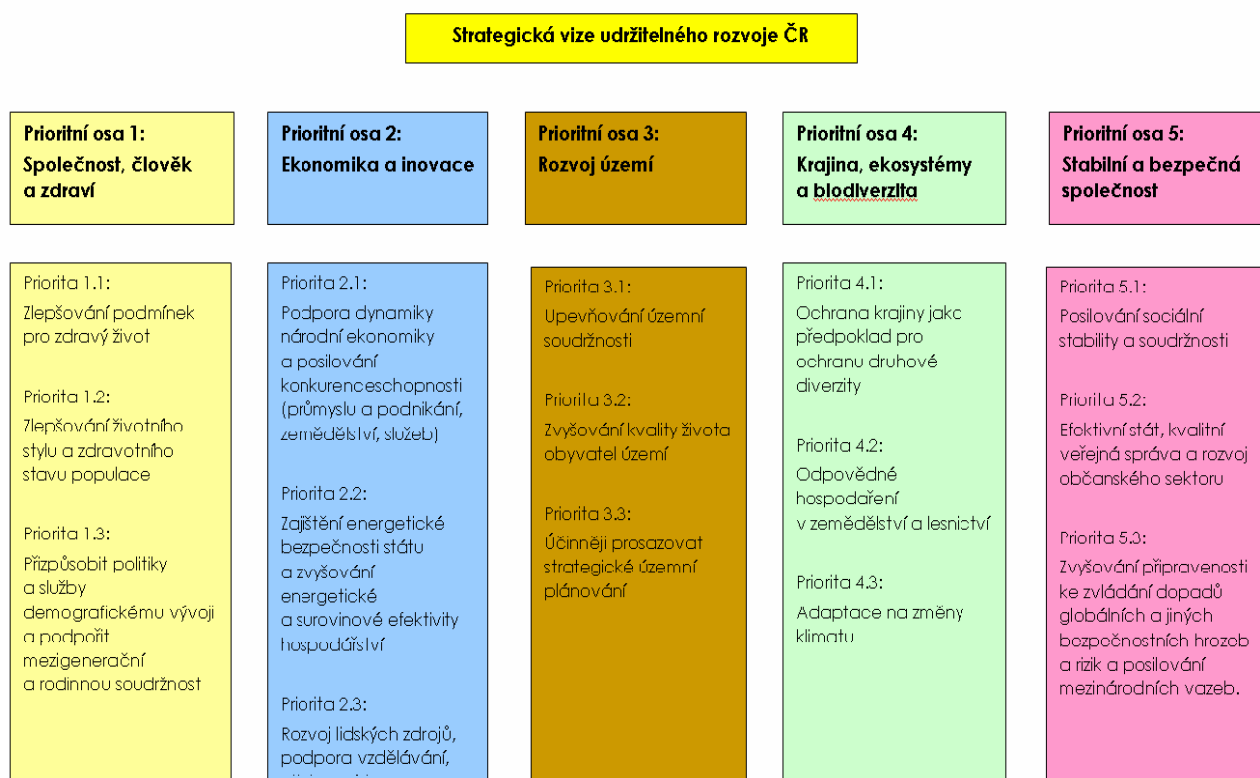 Strategická vize udržitelného rozvoje ČR
Prioritní osa 1:
Společnost, člověk
a zdraví
Prioritní osa 2:
Ekonomika a inovace
Prioritní osa 3:
Rozvoj území
Prioritní osa 4:
Krajina, ekosystémy
a biodiverzita
Prioritní osa 5:
Stabilní a bezpečná
společnost
Priorita 1.1:
Zlepšování podmínek
pro zdravý život
Priorita 1.2:
Zlepšování životního
stylu a zdravotního
stavu populace
Priorita 1.3:
Přizpůsobit politiky
a služby
demografickému vývoji
a podpořit
mezigenerační
a rodinnou soudržnost
Priorita 2.1:
Podpora dynamiky
národní ekonomiky
a posilování
konkurenceschopnosti
(průmyslu a podnikání,
zemědělství, služeb)
Priorita 2.2:
Zajištění energetické
bezpečnosti státu
a zvyšování
energetické
a surovinové efektivity
hospodářství
Priorita 2.3:
Rozvoj lidských zdrojů,
podpora vzdělávání,
Priorita 3.1:
Upevňování územní
soudržnosti
Priorita 3.2:
Zvyšování kvality života
obyvatel území
Priorita 3.3:
Účinněji prosazovat
strategické územní
plánování
Priorita 4.1:
Ochrana krajiny jako
předpoklad pro
ochranu druhové
diverzity
Priorita 4.2:
Odpovědné
hospodaření
v zemědělství a lesnictví
Priorita 4.3:
Adaptace na změny
klimatu
Priorita 5.1:
Posilování sociální
stability a soudržnosti
Priorita 5.2:
Efektivní stát, kvalitní
veřejná správa a rozvoj
občanského sektoru
Priorita 5.3:
Zvyšování připravenosti
ke zvládání dopadů
globálních a jiných
bezpečnostních hrozeb
a rizik a posilování
mezinárodních vazeb.